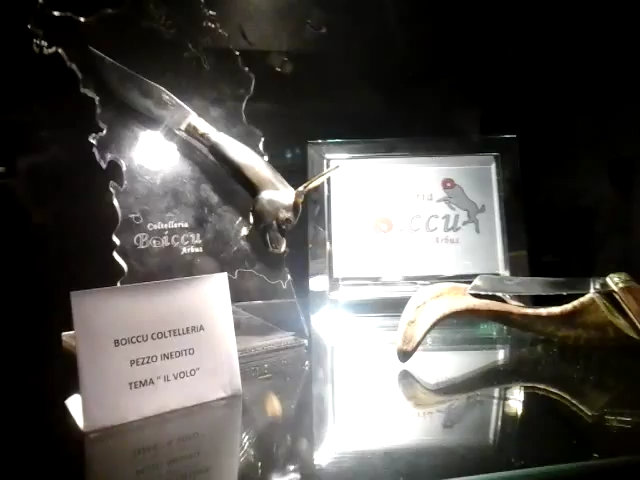 Coltelleria
Boiccu
Arbus
BOICCU COLTELLERIA
PEZZO INEDITO
TEMA " IL VOLO"
Boiccu
Arbus